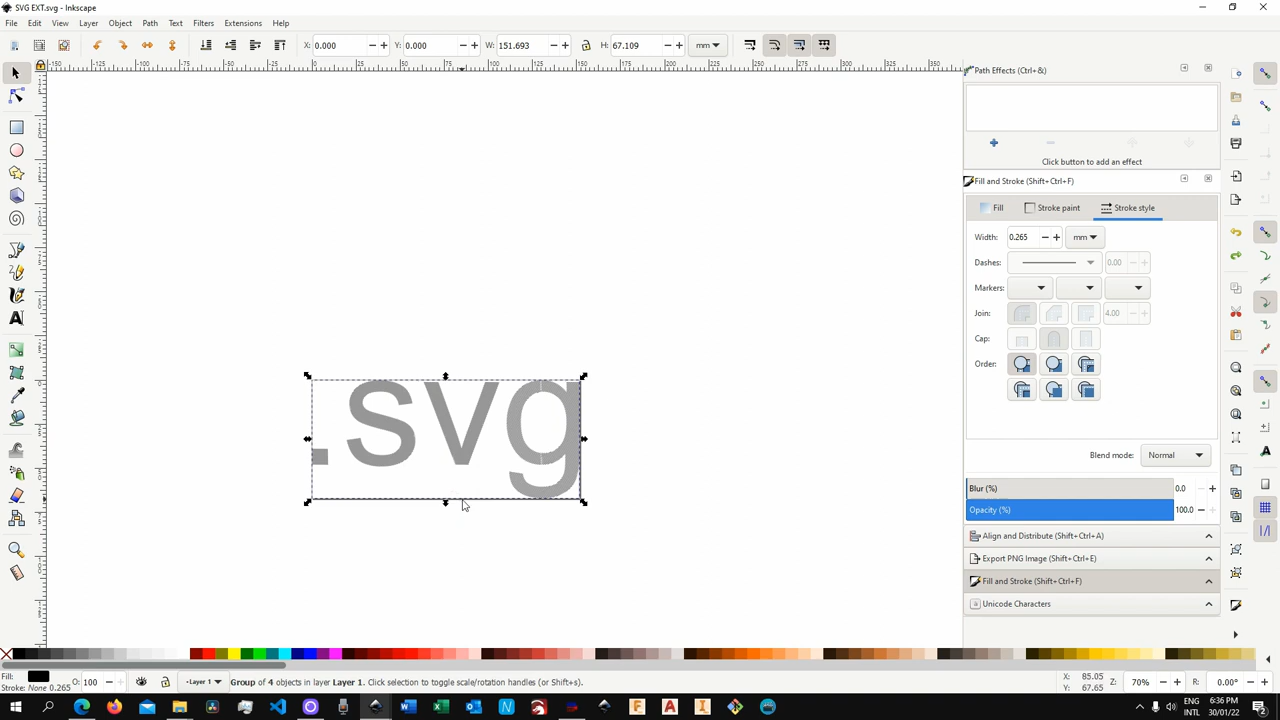 SVG EXT.svg - Inkscape
File Edit View Layer Object Path Text Filters Extensions Help
X: 0.000 Y: 0.000 W: 151.693 H: 67.109 mm
Path Effects (Ctrl+&)
Click button to add an effect
Fill and Stroke (Shift+Ctrl+F)
Fill Stroke paint Stroke style
Width: 0.265 mm
Dashes: 0.00
Markers:
Join: 4.00
Cap:
Order:
Blend mode: Normal
Blur (%) 0.0
Opacity (%) 100.0
Align and Distribute (Shift+Ctrl+A)
Export PNG Image (Shift+Ctrl+E)
Fill and Stroke (Shift+Ctrl+F)
Unicode Characters
.svg
Fill:
Stroke: None 0.265
O: 100
Layer 1
Group of 4 objects in layer Layer 1. Click selection to toggle scale/rotation handles (or Shift+s).
X: 85.05
Y: 67.65
Z: 70%
R: 0.00°
ENG
INTL
6:36 PM
30/01/22